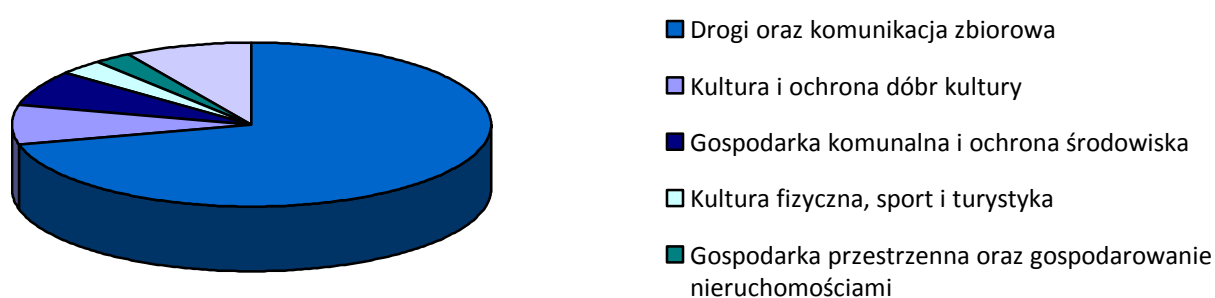 Drogi oraz komunikacja zbiorowa
Kultura i ochrona dóbr kultury
Gospodarka komunalna i ochrona środowiska
Kultura fizyczna, sport i turystyka
Gospodarka przestrzenna oraz gospodarowanie
nieruchomościami